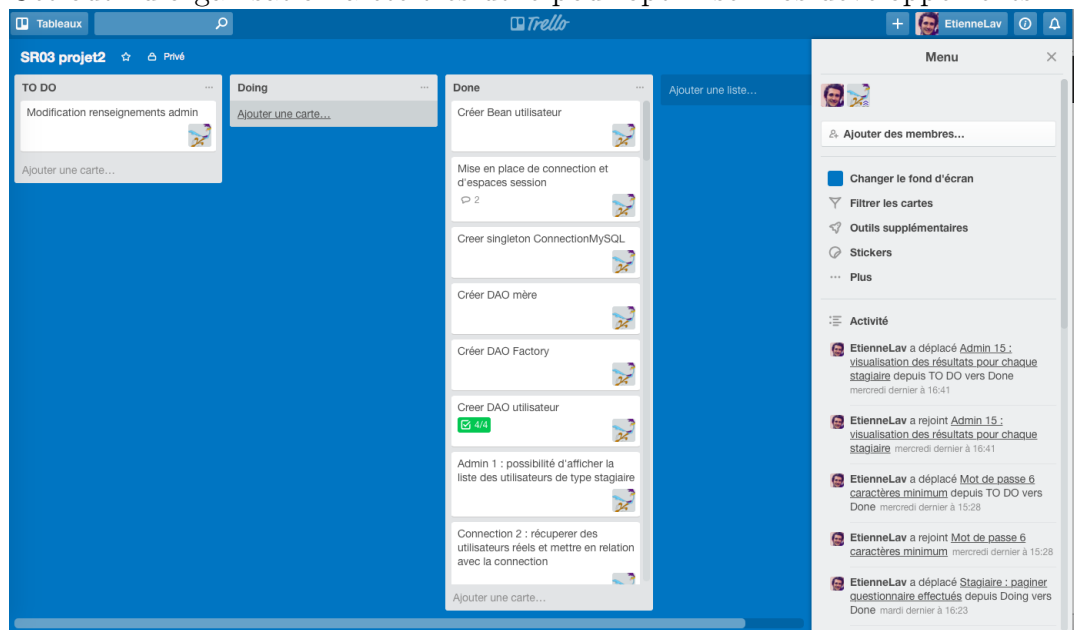 Tableaux
Trello
EtienneLav
SR03 projet2
Privé
TO DO
Modification renseignements admin
Ajouter une carte…
Doing
Ajouter une carte…
Done
Créer Bean utilisateur
Mise en place de connection et
d'espaces session
2
Creer singleton ConnectionMySQL
Créer DAO mère
Créer DAO Factory
Creer DAO utilisateur
4/4
Admin 1 : possibilité d'afficher la
liste des utilisateurs de type stagiaire
Connection 2 : récuperer des
utilisateurs réels et mettre en relation
avec la connection
Ajouter une carte…
Ajouter une liste…
Menu
Ajouter des membres…
Changer le fond d'écran
Filtrer les cartes
Outils supplémentaires
Stickers
Plus
Activité
EtienneLav a déplacé Admin 15 :
visualisation des résultats pour chaque
stagiaire depuis TO DO vers Done
mercredi dernier à 16:41
EtienneLav a rejoint Admin 15 :
visualisation des résultats pour chaque
stagiaire mercredi dernier à 16:41
EtienneLav a déplacé Mot de passe 6
caractères minimum depuis TO DO vers
Done mercredi dernier à 15:28
EtienneLav a rejoint Mot de passe 6
caractères minimum mercredi dernier à 15:28
EtienneLav a déplacé Stagiaire : paginer
questionnaire effectués depuis Doing vers
Done mardi dernier à 16:23